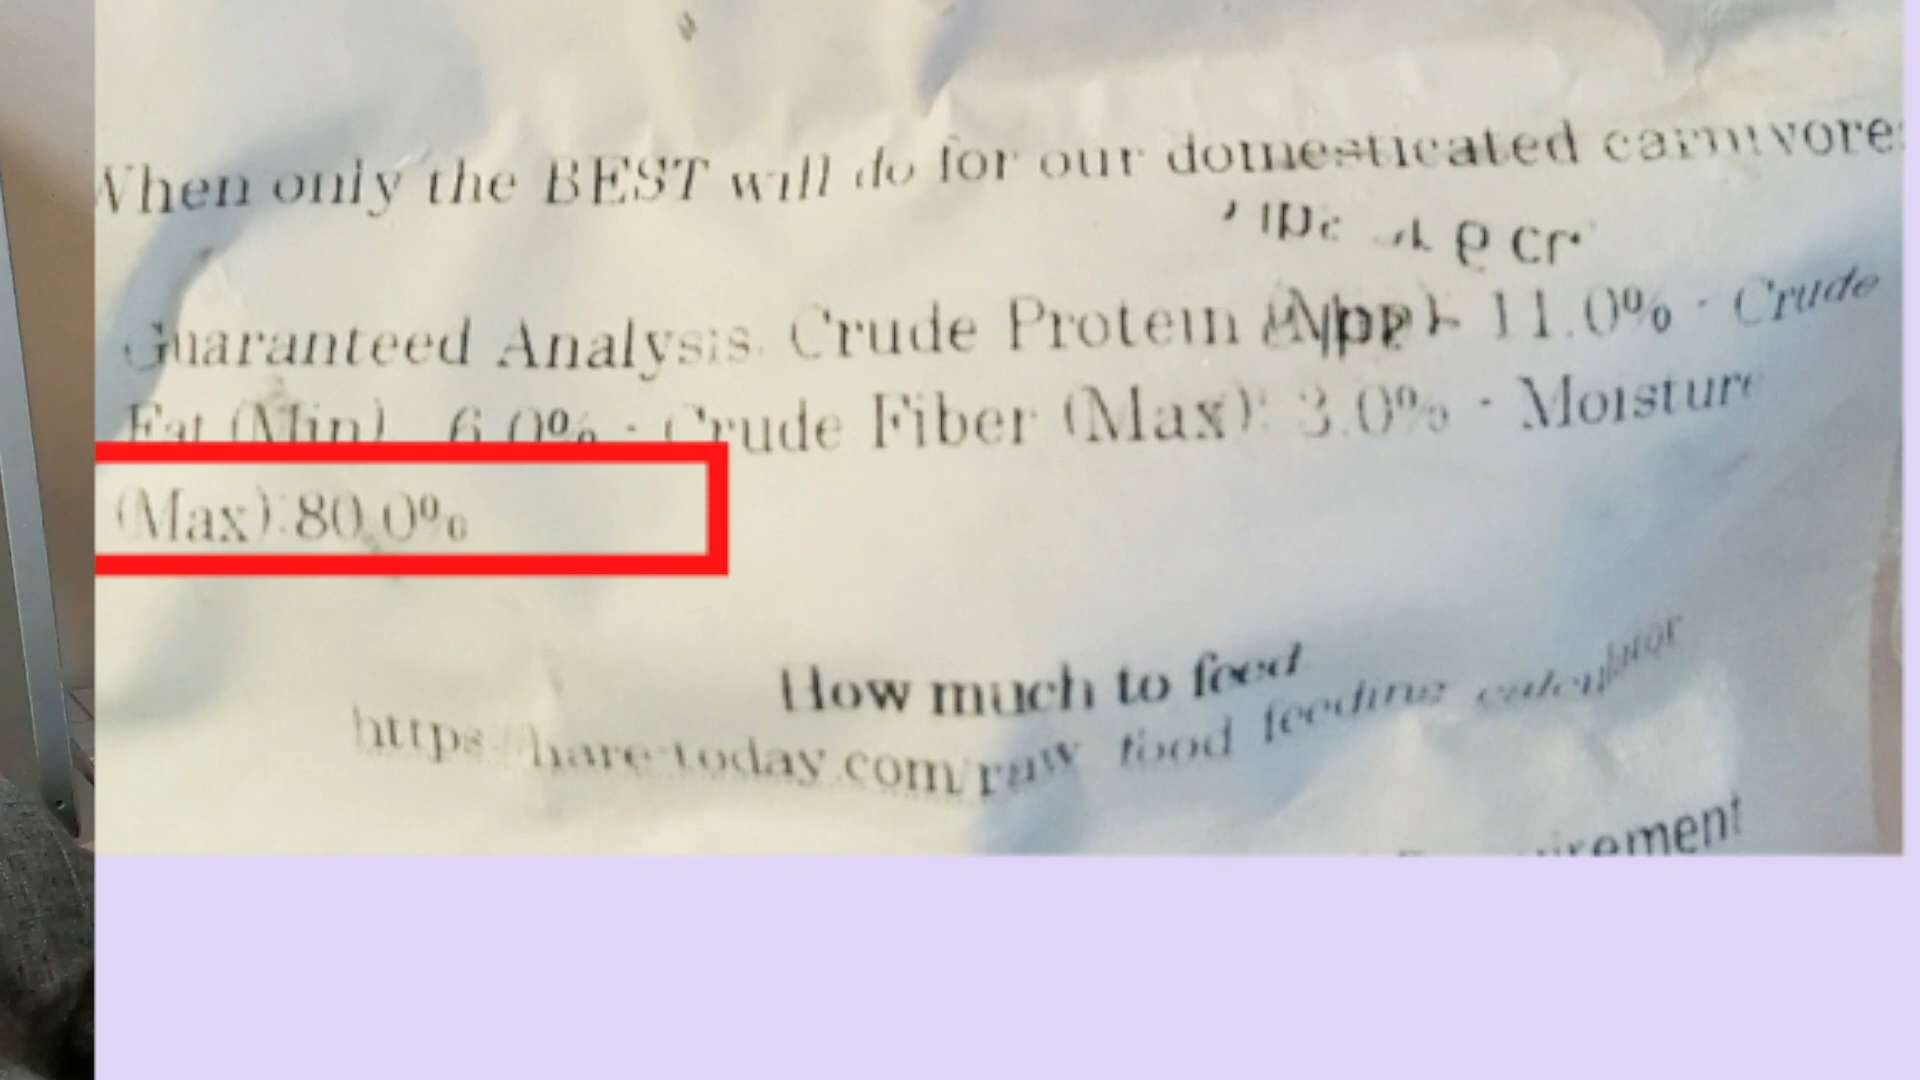 When only the BEST will do for our domesticated carnivore
Guaranteed Analysis. Crude Protein 11.0% - Crude
Fat (Min) 6.0% - Crude Fiber (Max): 3.0% - Moisture
(Max):80.0%
How much to feed
https://hare-today.com/raw food feeding calculator